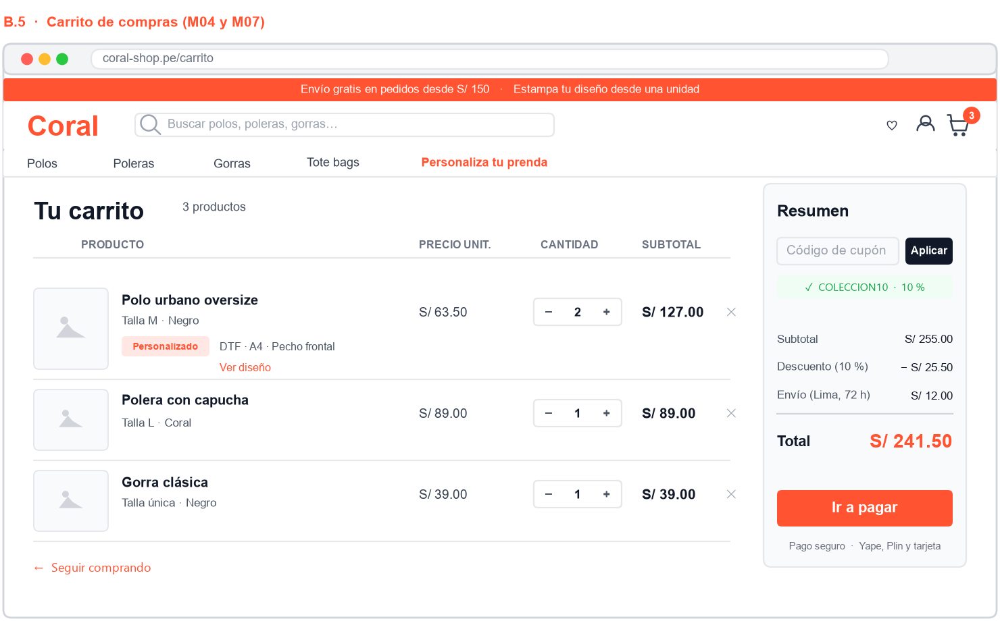 B.5 · Carrito de compras (M04 y M07)
coral-shop.pe/carrito
Envío gratis en pedidos desde S/ 150 · Estampa tu diseño desde una unidad
Coral
Buscar polos, poleras, gorras…
3
Polos Poleras Gorras Tote bags Personaliza tu prenda
Tu carrito 3 productos
PRODUCTO PRECIO UNIT. CANTIDAD SUBTOTAL
Polo urbano oversize
Talla M · Negro
Personalizado DTF · A4 · Pecho frontal
Ver diseño
S/ 63.50 − 2 + S/ 127.00 ×
Polera con capucha
Talla L · Coral
S/ 89.00 − 1 + S/ 89.00 ×
Gorra clásica
Talla única · Negro
S/ 39.00 − 1 + S/ 39.00 ×
← Seguir comprando
Resumen
Código de cupón Aplicar
✓ COLECCION10 · 10 %
Subtotal S/ 255.00
Descuento (10 %) − S/ 25.50
Envío (Lima, 72 h) S/ 12.00
Total S/ 241.50
Ir a pagar
Pago seguro · Yape, Plin y tarjeta